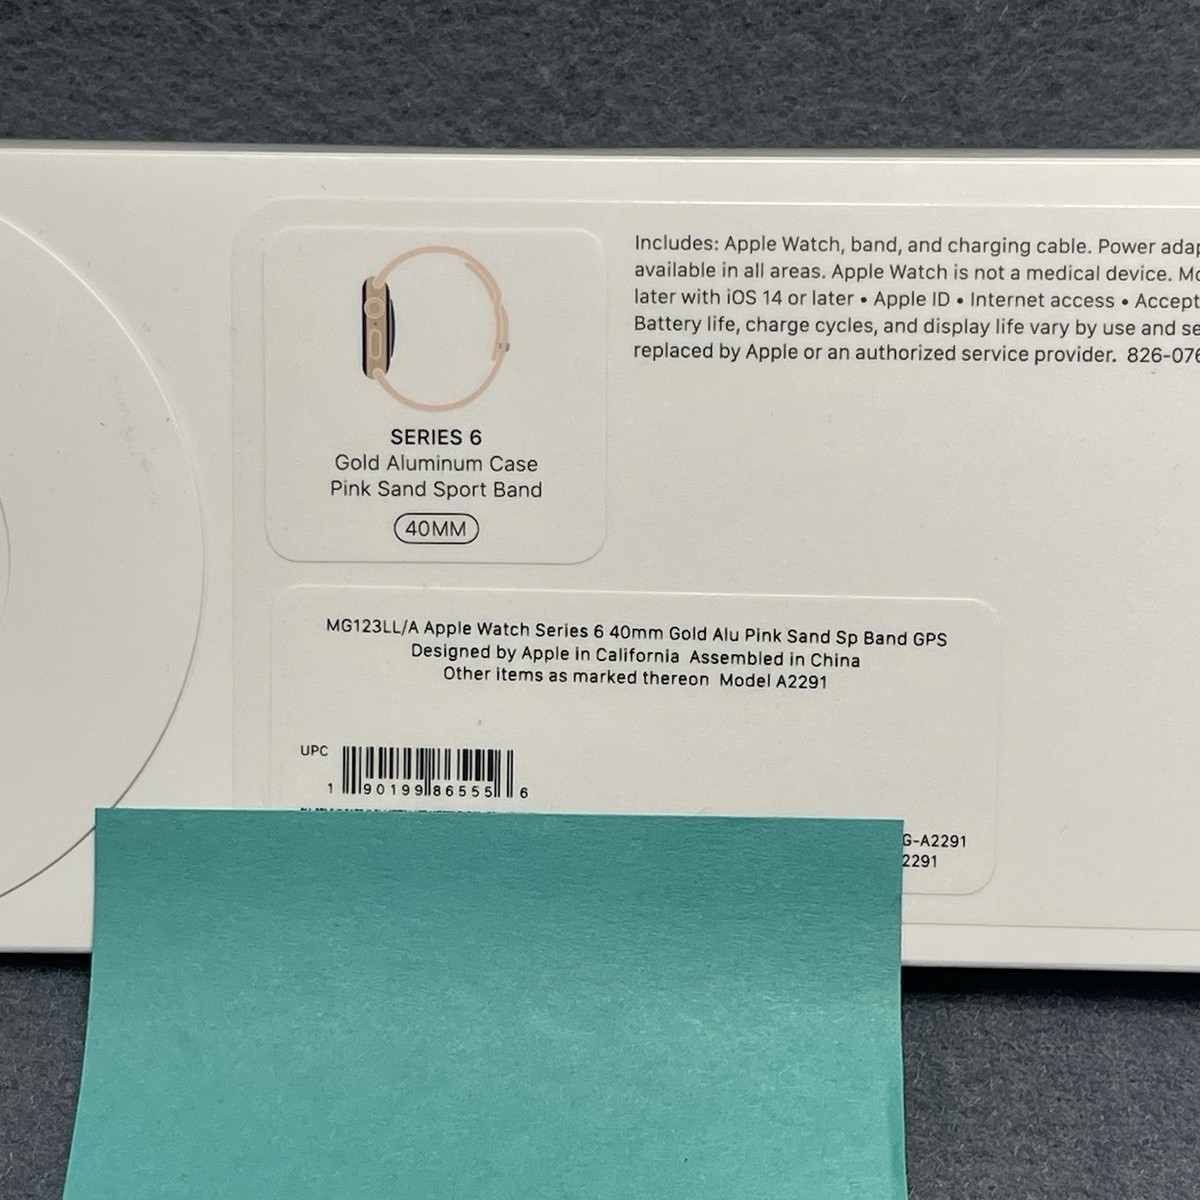 SERIES 6
Gold Aluminum Case
Pink Sand Sport Band
40MM
Includes: Apple Watch, band, and charging cable. Power adap
available in all areas. Apple Watch is not a medical device. Mo
later with iOS 14 or later • Apple ID • Internet access • Accept
Battery life, charge cycles, and display life vary by use and se
replaced by Apple or an authorized service provider. 826-076
MG123LL/A Apple Watch Series 6 40mm Gold Alu Pink Sand Sp Band GPS
Designed by Apple in California Assembled in China
Other items as marked thereon Model A2291
UPC
1 90199 86555 6
G-A2291
2291